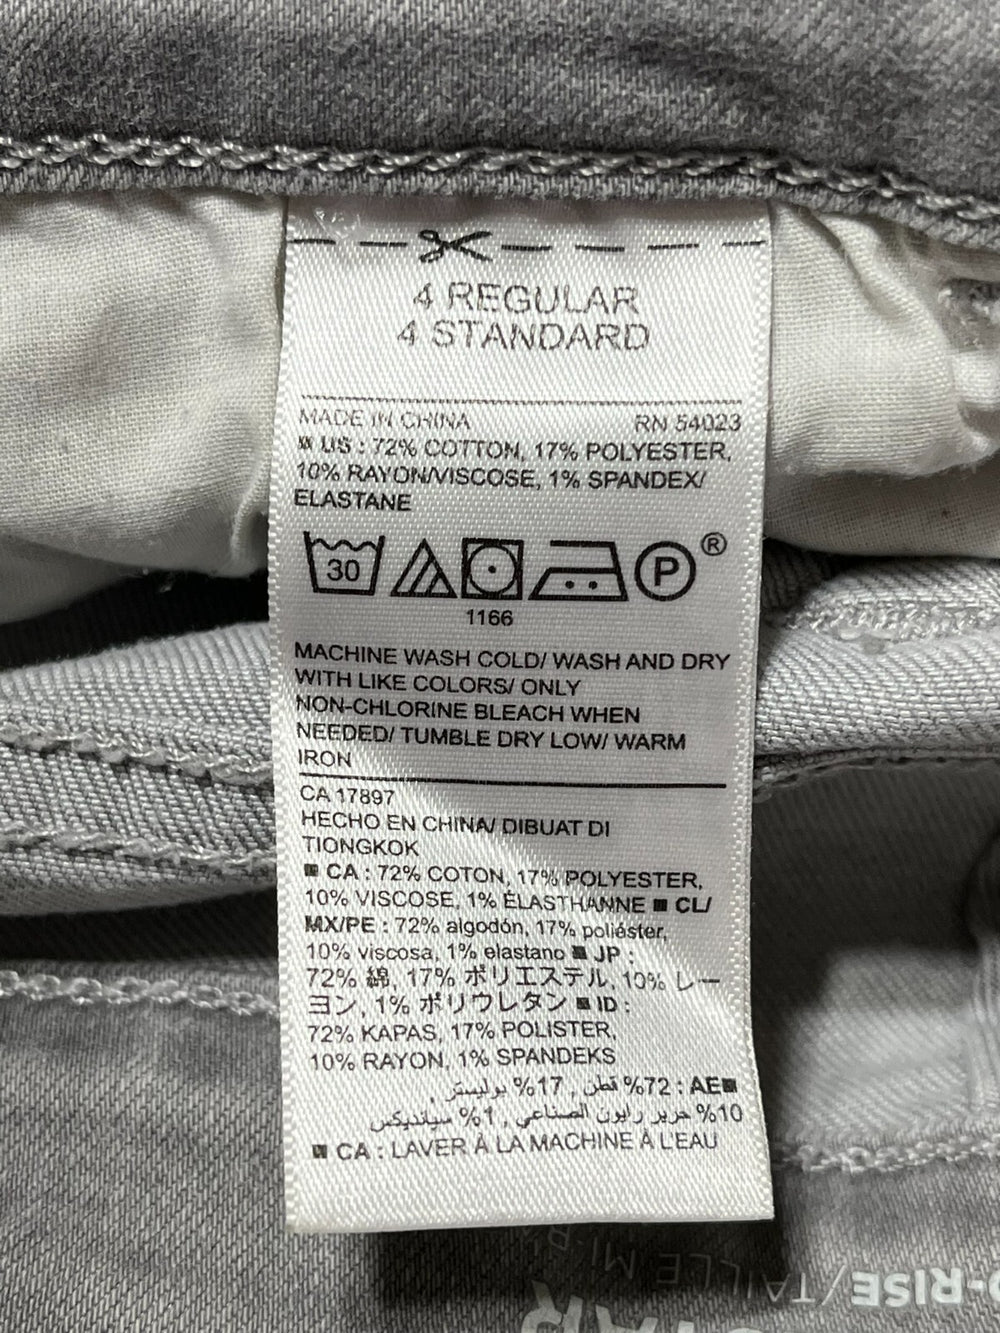 4 REGULAR
4 STANDARD
MADE IN CHINA RN 54023
■ US : 72% COTTON, 17% POLYESTER,
10% RAYON/VISCOSE, 1% SPANDEX/
ELASTANE
30 P ®
1166
MACHINE WASH COLD/ WASH AND DRY
WITH LIKE COLORS/ ONLY
NON-CHLORINE BLEACH WHEN
NEEDED/ TUMBLE DRY LOW/ WARM
IRON
CA 17897
HECHO EN CHINA/ DIBUAT DI
TIONGKOK
■ CA : 72% COTON, 17% POLYESTER,
10% VISCOSE, 1% ÉLASTHANNE ■ CL/
MX/PE : 72% algodón, 17% poliéster,
10% viscosa, 1% elastano ■ JP :
72% 綿, 17% ポリエステル, 10% レー
ヨン, 1% ポリウレタン ■ ID :
72% KAPAS, 17% POLISTER,
10% RAYON, 1% SPANDEKS
■AE : %72 قطن , %17 بوليستر ,
%10 حرير رايون الصناعي , %1 سباندیكس
■ CA : LAVER À LA MACHINE À L'EAU
-RISE/TAILLE MI-B